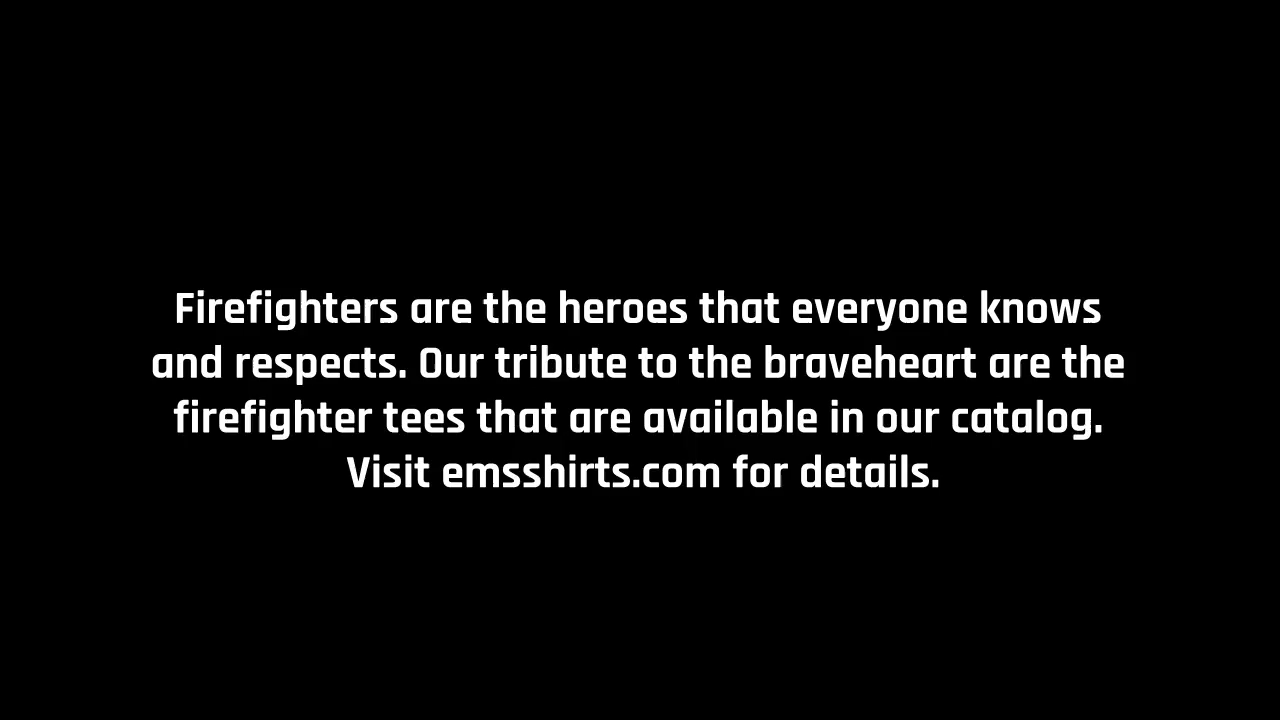 Firefighters are the heroes that everyone knows
and respects. Our tribute to the braveheart are the
firefighter tees that are available in our catalog.
Visit emsshirts.com for details.